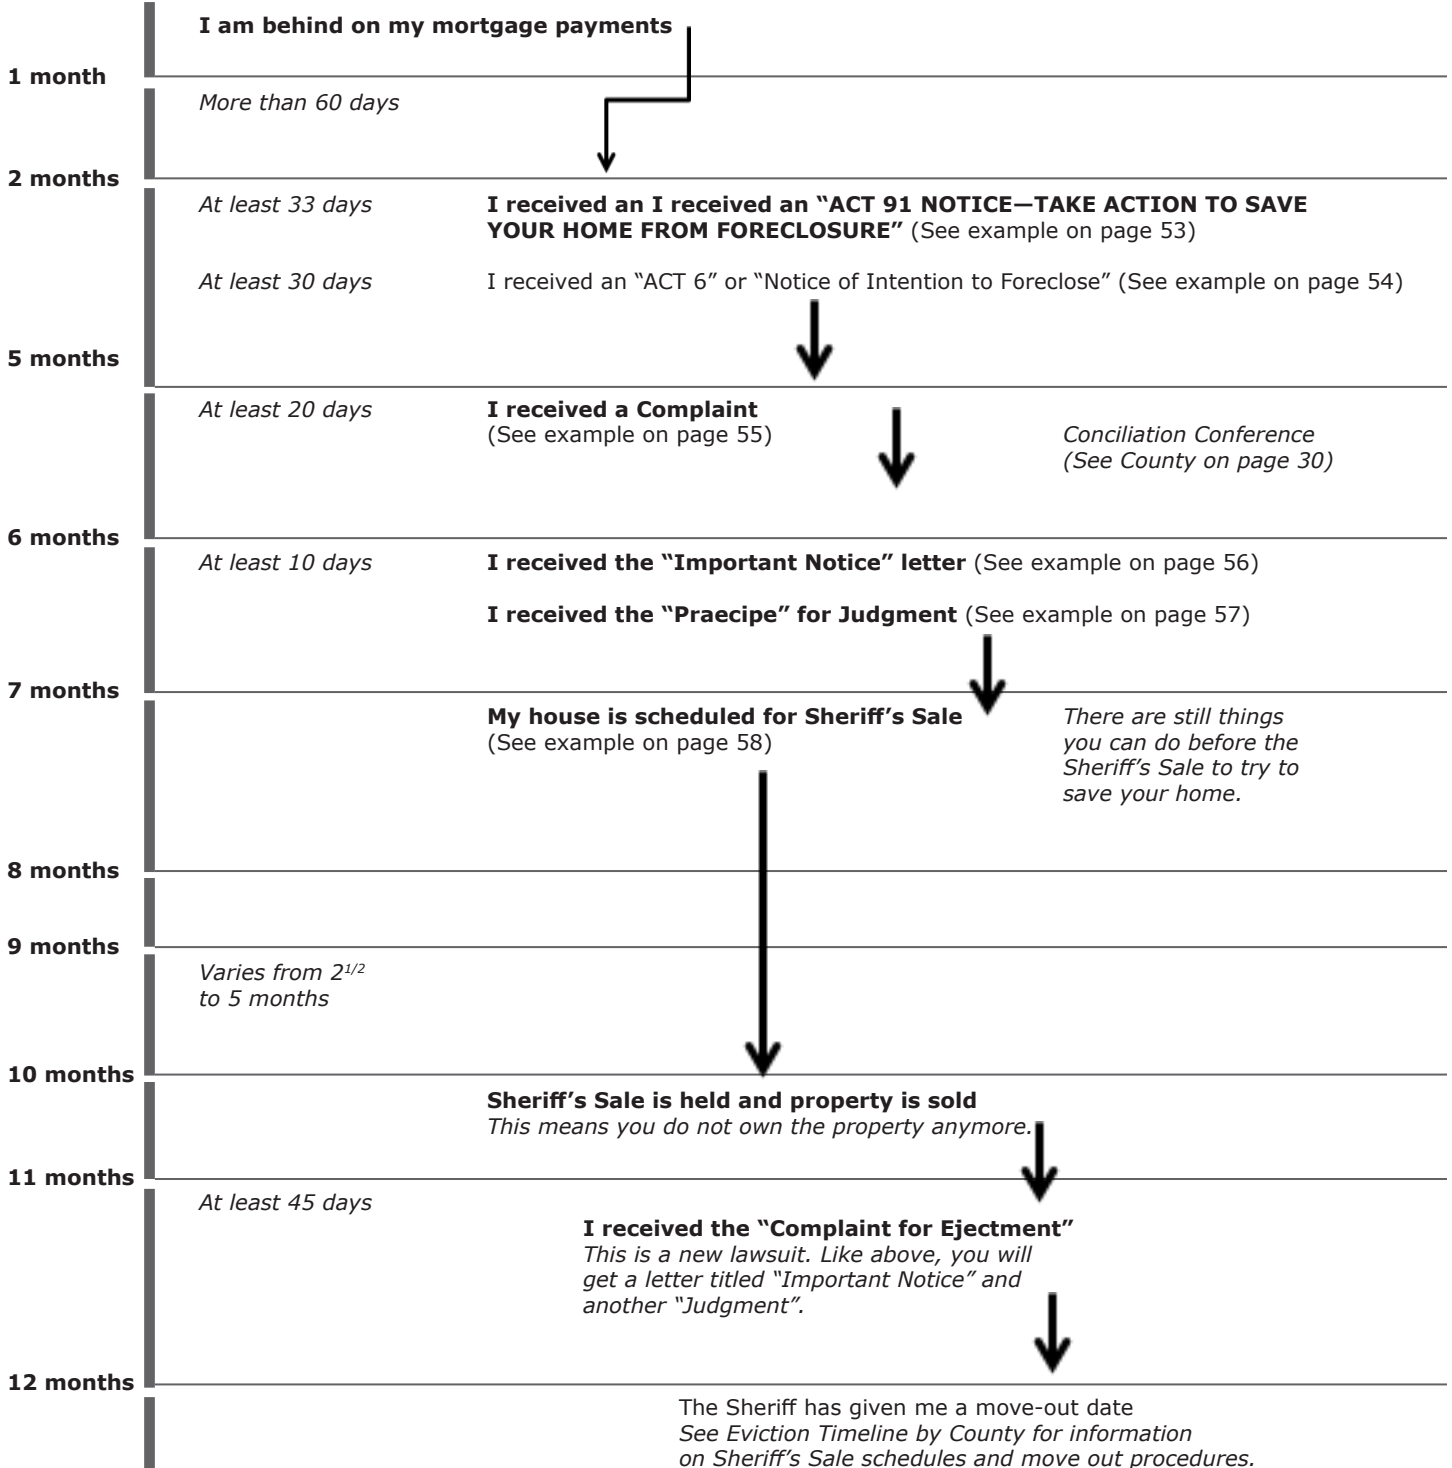 I am behind on my mortgage payments
1 month
More than 60 days
2 months
At least 33 days
I received an I received an “ACT 91 NOTICE—TAKE ACTION TO SAVE
YOUR HOME FROM FORECLOSURE” (See example on page 53)
At least 30 days
I received an “ACT 6” or “Notice of Intention to Foreclose” (See example on page 54)
5 months
At least 20 days
I received a Complaint
(See example on page 55)
Conciliation Conference
(See County on page 30)
6 months
At least 10 days
I received the “Important Notice” letter (See example on page 56)
I received the “Praecipe” for Judgment (See example on page 57)
7 months
My house is scheduled for Sheriff’s Sale
(See example on page 58)
There are still things
you can do before the
Sheriff’s Sale to try to
save your home.
8 months
9 months
Varies from 2 1/2
to 5 months
10 months
Sheriff’s Sale is held and property is sold
This means you do not own the property anymore.
11 months
At least 45 days
I received the “Complaint for Ejectment”
This is a new lawsuit. Like above, you will
get a letter titled “Important Notice” and
another “Judgment”.
12 months
The Sheriff has given me a move-out date
See Eviction Timeline by County for information
on Sheriff’s Sale schedules and move out procedures.